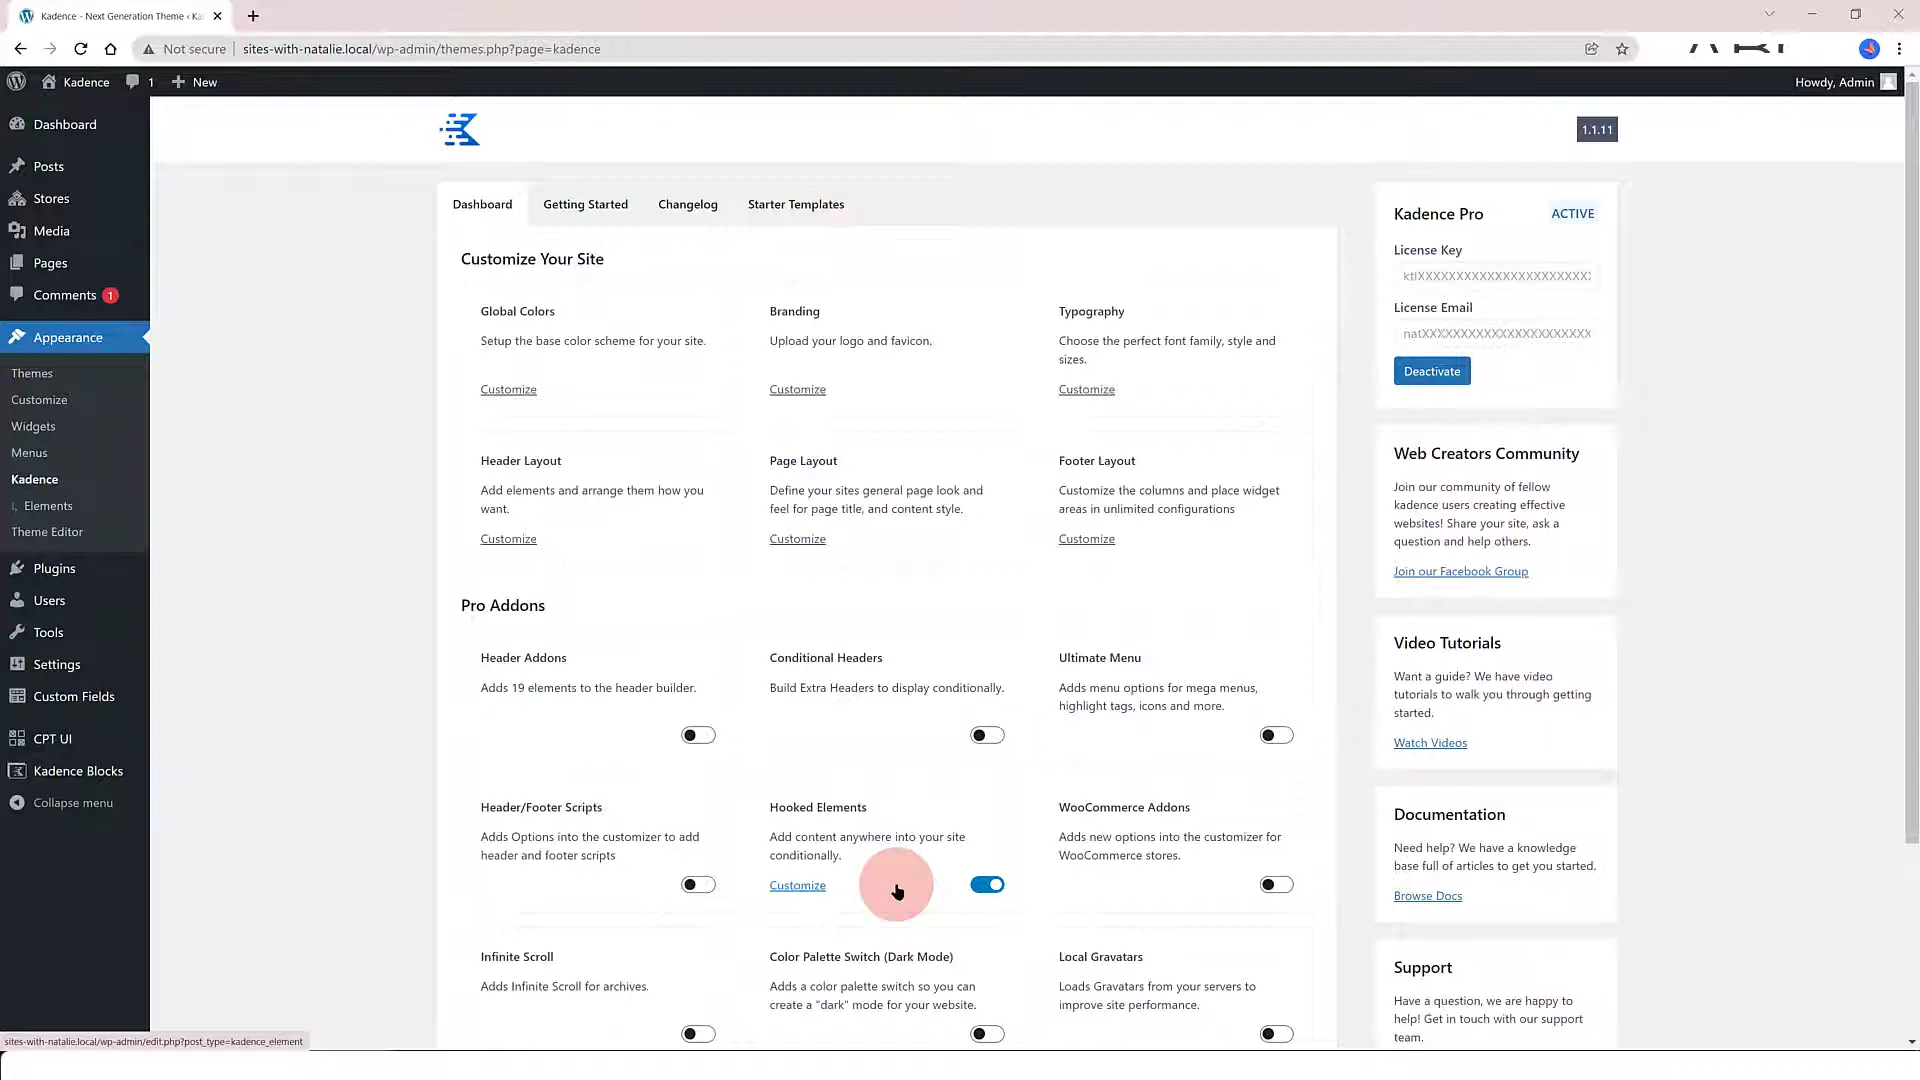 Kadence - Next Generation Theme ‹ Ka
Not secure
sites-with-natalie.local/wp-admin/themes.php?page=kadence
Kadence
1
New
Howdy, Admin
Dashboard
Posts
Stores
Media
Pages
Comments 1
Appearance
Themes
Customize
Widgets
Menus
Kadence
Elements
Theme Editor
Plugins
Users
Tools
Settings
Custom Fields
CPT UI
Kadence Blocks
Collapse menu
1.1.11
Dashboard
Getting Started
Changelog
Starter Templates
Customize Your Site
Global Colors
Setup the base color scheme for your site.
Customize
Branding
Upload your logo and favicon.
Customize
Typography
Choose the perfect font family, style and
sizes.
Customize
Header Layout
Add elements and arrange them how you
want.
Customize
Page Layout
Define your sites general page look and
feel for page title, and content style.
Customize
Footer Layout
Customize the columns and place widget
areas in unlimited configurations
Customize
Pro Addons
Header Addons
Adds 19 elements to the header builder.
Conditional Headers
Build Extra Headers to display conditionally.
Ultimate Menu
Adds menu options for mega menus,
highlight tags, icons and more.
Header/Footer Scripts
Adds Options into the customizer to add
header and footer scripts
Hooked Elements
Add content anywhere into your site
conditionally.
Customize
WooCommerce Addons
Adds new options into the customizer for
WooCommerce stores.
Infinite Scroll
Adds Infinite Scroll for archives.
Color Palette Switch (Dark Mode)
Adds a color palette switch so you can
create a "dark" mode for your website.
Local Gravatars
Loads Gravatars from your servers to
improve site performance.
Kadence Pro
ACTIVE
License Key
ktlXXXXXXXXXXXXXXXXXXXXXXX
License Email
natXXXXXXXXXXXXXXXXXXXXXX
Deactivate
Web Creators Community
Join our community of fellow
kadence users creating effective
websites! Share your site, ask a
question and help others.
Join our Facebook Group
Video Tutorials
Want a guide? We have video
tutorials to walk you through getting
started.
Watch Videos
Documentation
Need help? We have a knowledge
base full of articles to get you started.
Browse Docs
Support
Have a question, we are happy to
help! Get in touch with our support
team.
sites-with-natalie.local/wp-admin/edit.php?post_type=kadence_element